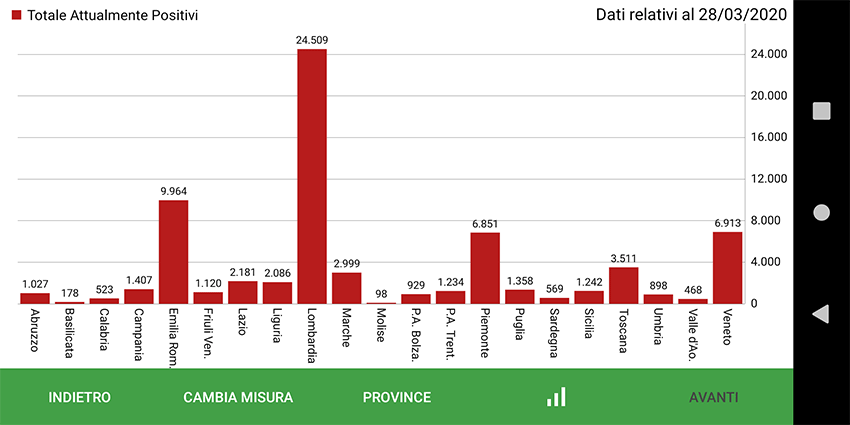 Totale Attualmente Positivi
Dati relativi al 28/03/2020
24.000
20.000
16.000
12.000
8.000
4.000
0
1.027
178
523
1.407
9.964
1.120
2.181
2.086
24.509
2.999
98
929
1.234
6.851
1.358
569
1.242
3.511
898
468
6.913
Abruzzo
Basilicata
Calabria
Campania
Emilia Rom.
Friuli Ven.
Lazio
Liguria
Lombardia
Marche
Molise
P.A. Bolza.
P.A. Trent.
Piemonte
Puglia
Sardegna
Sicilia
Toscana
Umbria
Valle d'Ao.
Veneto
INDIETRO
CAMBIA MISURA
PROVINCE
AVANTI